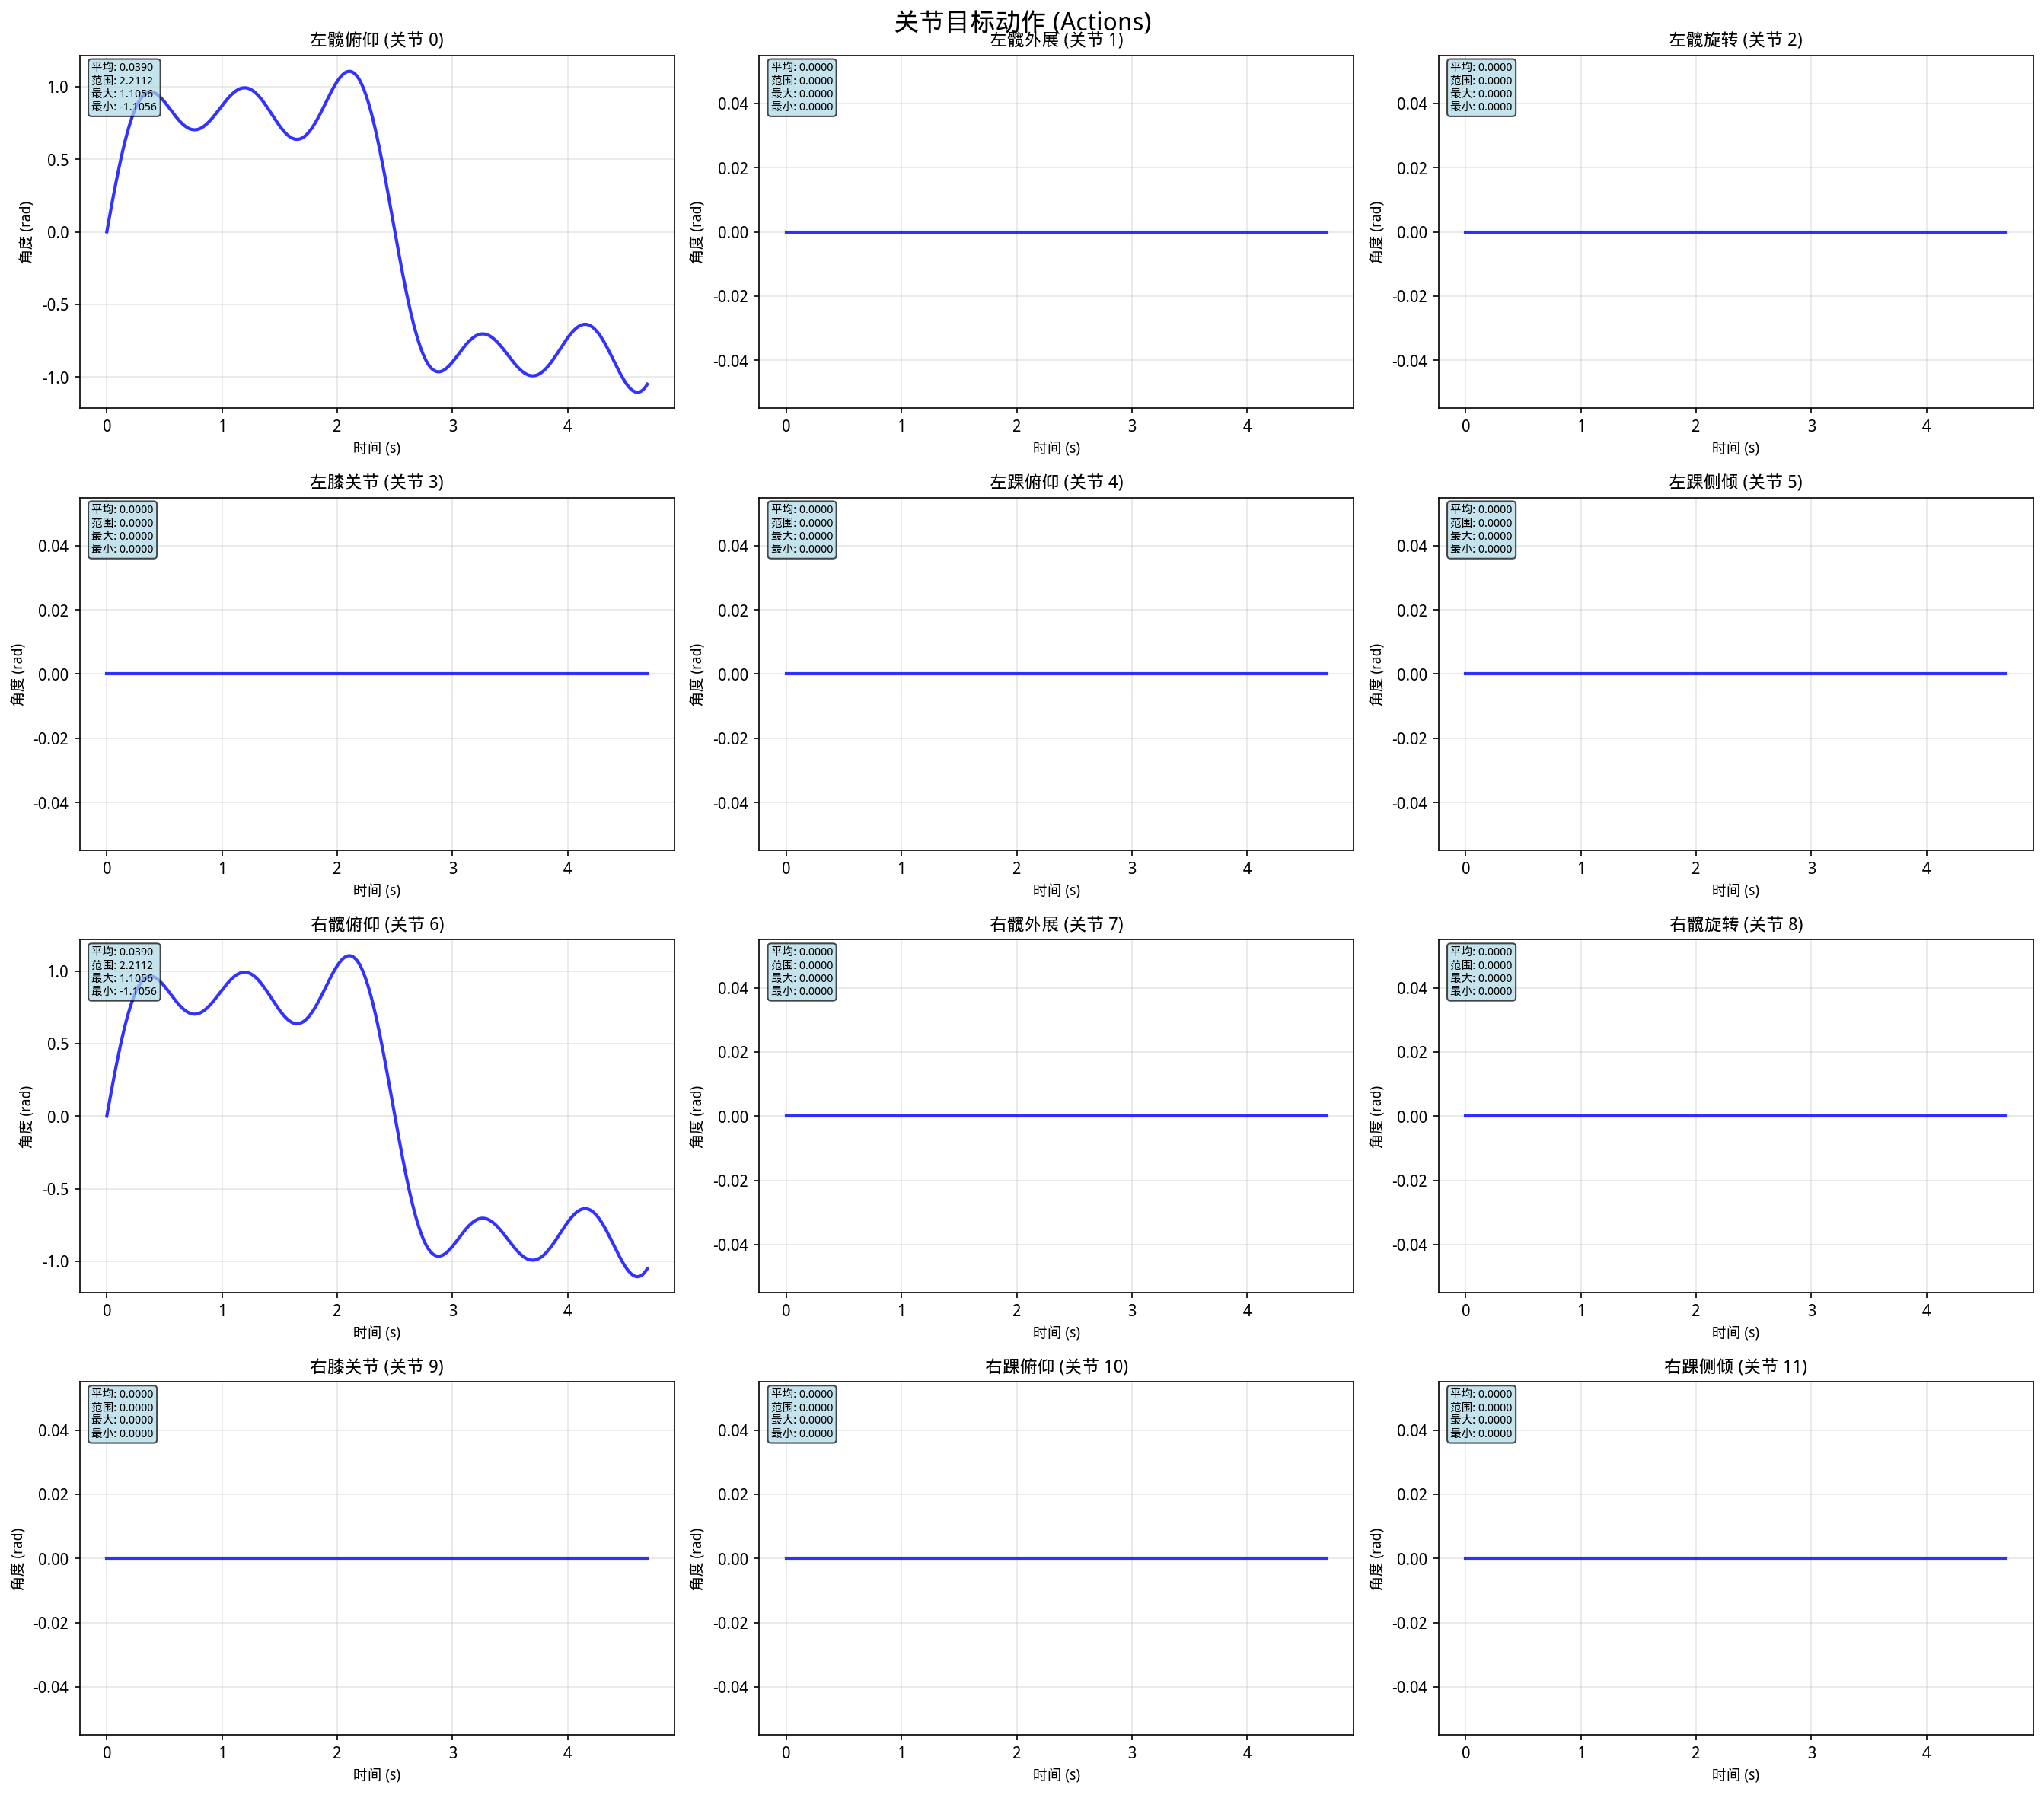 关节目标动作 (Actions)
左髋俯仰 (关节 0)
平均: 0.0390
范围: 2.2112
最大: 1.1056
最小: -1.1056
1.0
0.5
0.0
-0.5
-1.0
角度 (rad)
0 1 2 3 4
时间 (s)
左髋外展 (关节 1)
平均: 0.0000
范围: 0.0000
最大: 0.0000
最小: 0.0000
0.04
0.02
0.00
-0.02
-0.04
角度 (rad)
0 1 2 3 4
时间 (s)
左髋旋转 (关节 2)
平均: 0.0000
范围: 0.0000
最大: 0.0000
最小: 0.0000
0.04
0.02
0.00
-0.02
-0.04
角度 (rad)
0 1 2 3 4
时间 (s)
左膝关节 (关节 3)
平均: 0.0000
范围: 0.0000
最大: 0.0000
最小: 0.0000
0.04
0.02
0.00
-0.02
-0.04
角度 (rad)
0 1 2 3 4
时间 (s)
左踝俯仰 (关节 4)
平均: 0.0000
范围: 0.0000
最大: 0.0000
最小: 0.0000
0.04
0.02
0.00
-0.02
-0.04
角度 (rad)
0 1 2 3 4
时间 (s)
左踝侧倾 (关节 5)
平均: 0.0000
范围: 0.0000
最大: 0.0000
最小: 0.0000
0.04
0.02
0.00
-0.02
-0.04
角度 (rad)
0 1 2 3 4
时间 (s)
右髋俯仰 (关节 6)
平均: 0.0390
范围: 2.2112
最大: 1.1056
最小: -1.1056
1.0
0.5
0.0
-0.5
-1.0
角度 (rad)
0 1 2 3 4
时间 (s)
右髋外展 (关节 7)
平均: 0.0000
范围: 0.0000
最大: 0.0000
最小: 0.0000
0.04
0.02
0.00
-0.02
-0.04
角度 (rad)
0 1 2 3 4
时间 (s)
右髋旋转 (关节 8)
平均: 0.0000
范围: 0.0000
最大: 0.0000
最小: 0.0000
0.04
0.02
0.00
-0.02
-0.04
角度 (rad)
0 1 2 3 4
时间 (s)
右膝关节 (关节 9)
平均: 0.0000
范围: 0.0000
最大: 0.0000
最小: 0.0000
0.04
0.02
0.00
-0.02
-0.04
角度 (rad)
0 1 2 3 4
时间 (s)
右踝俯仰 (关节 10)
平均: 0.0000
范围: 0.0000
最大: 0.0000
最小: 0.0000
0.04
0.02
0.00
-0.02
-0.04
角度 (rad)
0 1 2 3 4
时间 (s)
右踝侧倾 (关节 11)
平均: 0.0000
范围: 0.0000
最大: 0.0000
最小: 0.0000
0.04
0.02
0.00
-0.02
-0.04
角度 (rad)
0 1 2 3 4
时间 (s)